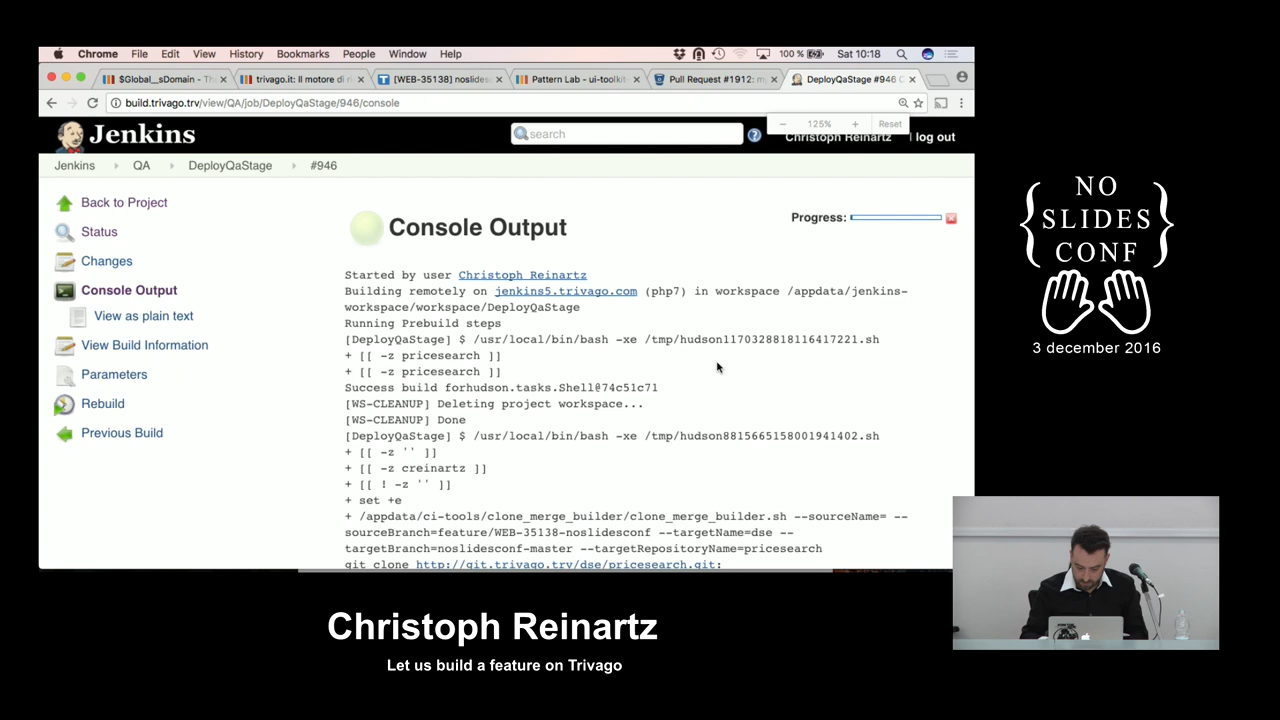 Chrome File Edit View History Bookmarks People Window Help 100 % Sat 10:18
$Global__sDomain - Th
trivago.it: Il motore di ri
[WEB-35138] noslides
Pattern Lab - ui-toolkit
Pull Request #1912: m
DeployQaStage #946 C
build.trivago.trv/view/QA/job/DeployQaStage/946/console
− 125% + Reset
Jenkins search Christoph Reinartz log out
Jenkins QA DeployQaStage #946
Back to Project
Status
Changes
Console Output
View as plain text
View Build Information
Parameters
Rebuild
Previous Build
Console Output
Progress:
Started by user Christoph Reinartz
Building remotely on jenkins5.trivago.com (php7) in workspace /appdata/jenkins-
workspace/workspace/DeployQaStage
Running Prebuild steps
[DeployQaStage] $ /usr/local/bin/bash -xe /tmp/hudson1170328818116417221.sh
+ [[ -z pricesearch ]]
+ [[ -z pricesearch ]]
Success build forhudson.tasks.Shell@74c51c71
[WS-CLEANUP] Deleting project workspace...
[WS-CLEANUP] Done
[DeployQaStage] $ /usr/local/bin/bash -xe /tmp/hudson8815665158001941402.sh
+ [[ -z '' ]]
+ [[ -z creinartz ]]
+ [[ ! -z '' ]]
+ set +e
+ /appdata/ci-tools/clone_merge_builder/clone_merge_builder.sh --sourceName= --
sourceBranch=feature/WEB-35138-noslidesconf --targetName=dse --
targetBranch=noslidesconf-master --targetRepositoryName=pricesearch
git clone http://git.trivago.trv/dse/pricesearch.git:
NO
SLIDES
CONF
3 december 2016
Christoph Reinartz
Let us build a feature on Trivago